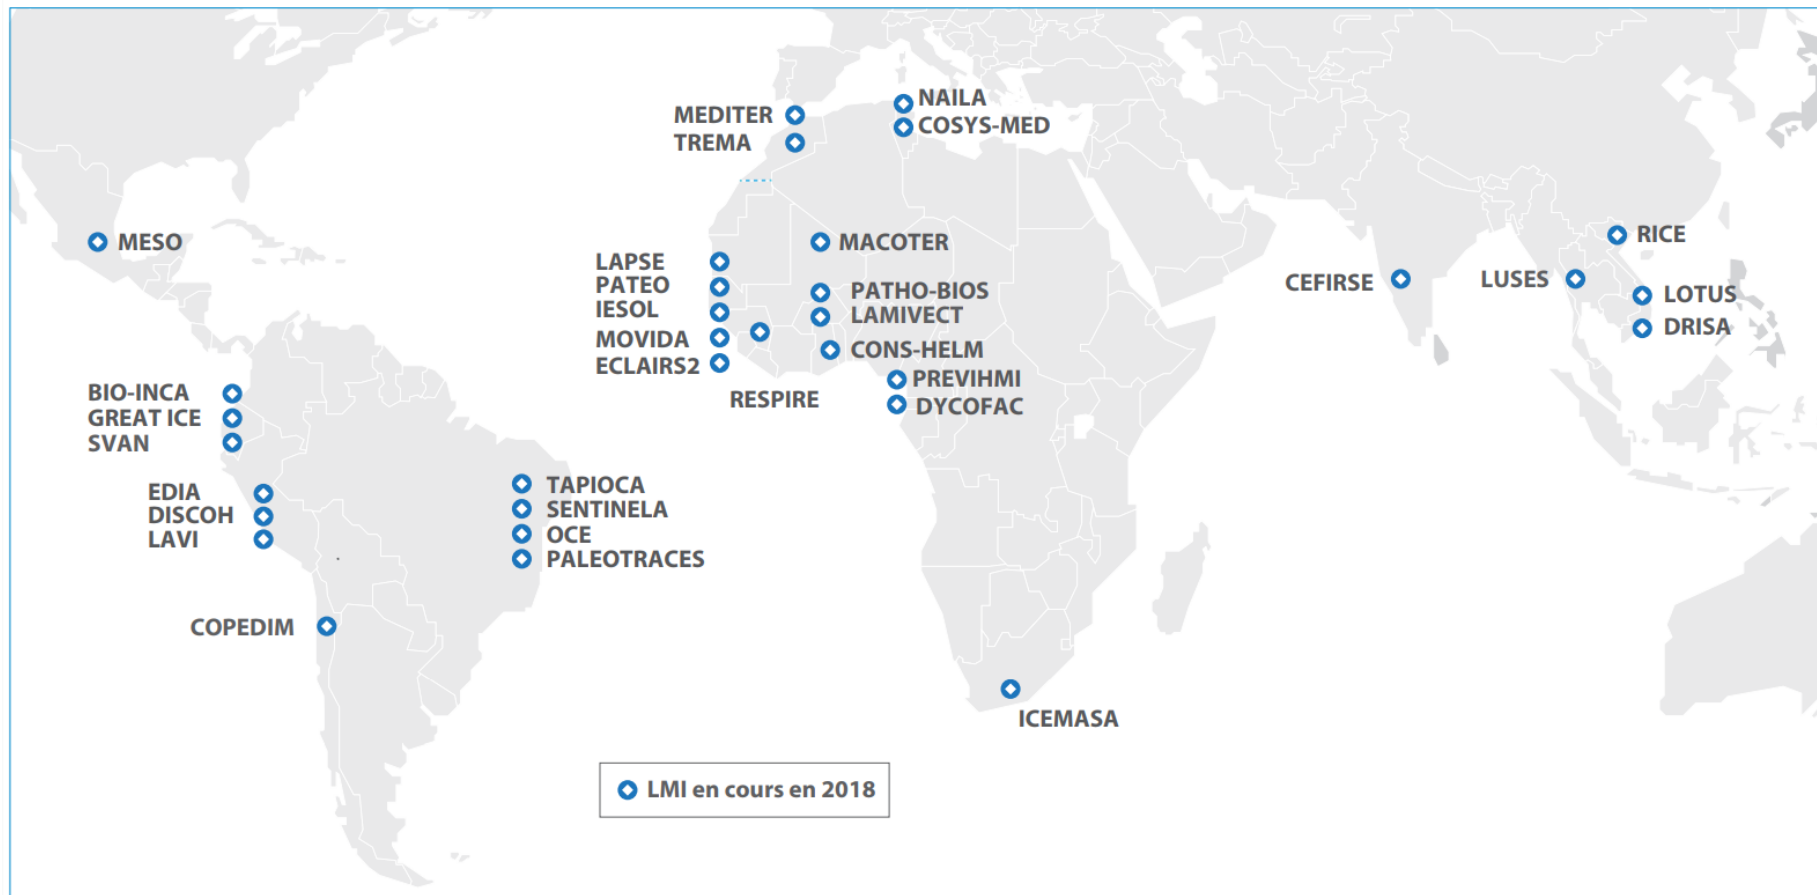 NAILA
MEDITER
COSYS-MED
TREMA
MESO
MACOTER
RICE
LAPSE
PATEO
PATHO-BIOS
CEFIRSE
LUSES
LOTUS
IESOL
LAMIVECT
DRISA
MOVIDA
CONS-HELM
ECLAIRS2
PREVIHMI
RESPIRE
DYCOFAC
BIO-INCA
GREAT ICE
SVAN
EDIA
TAPIOCA
DISCOH
SENTINELA
LAVI
OCE
PALEOTRACES
COPEDIM
ICEMASA
LMI en cours en 2018